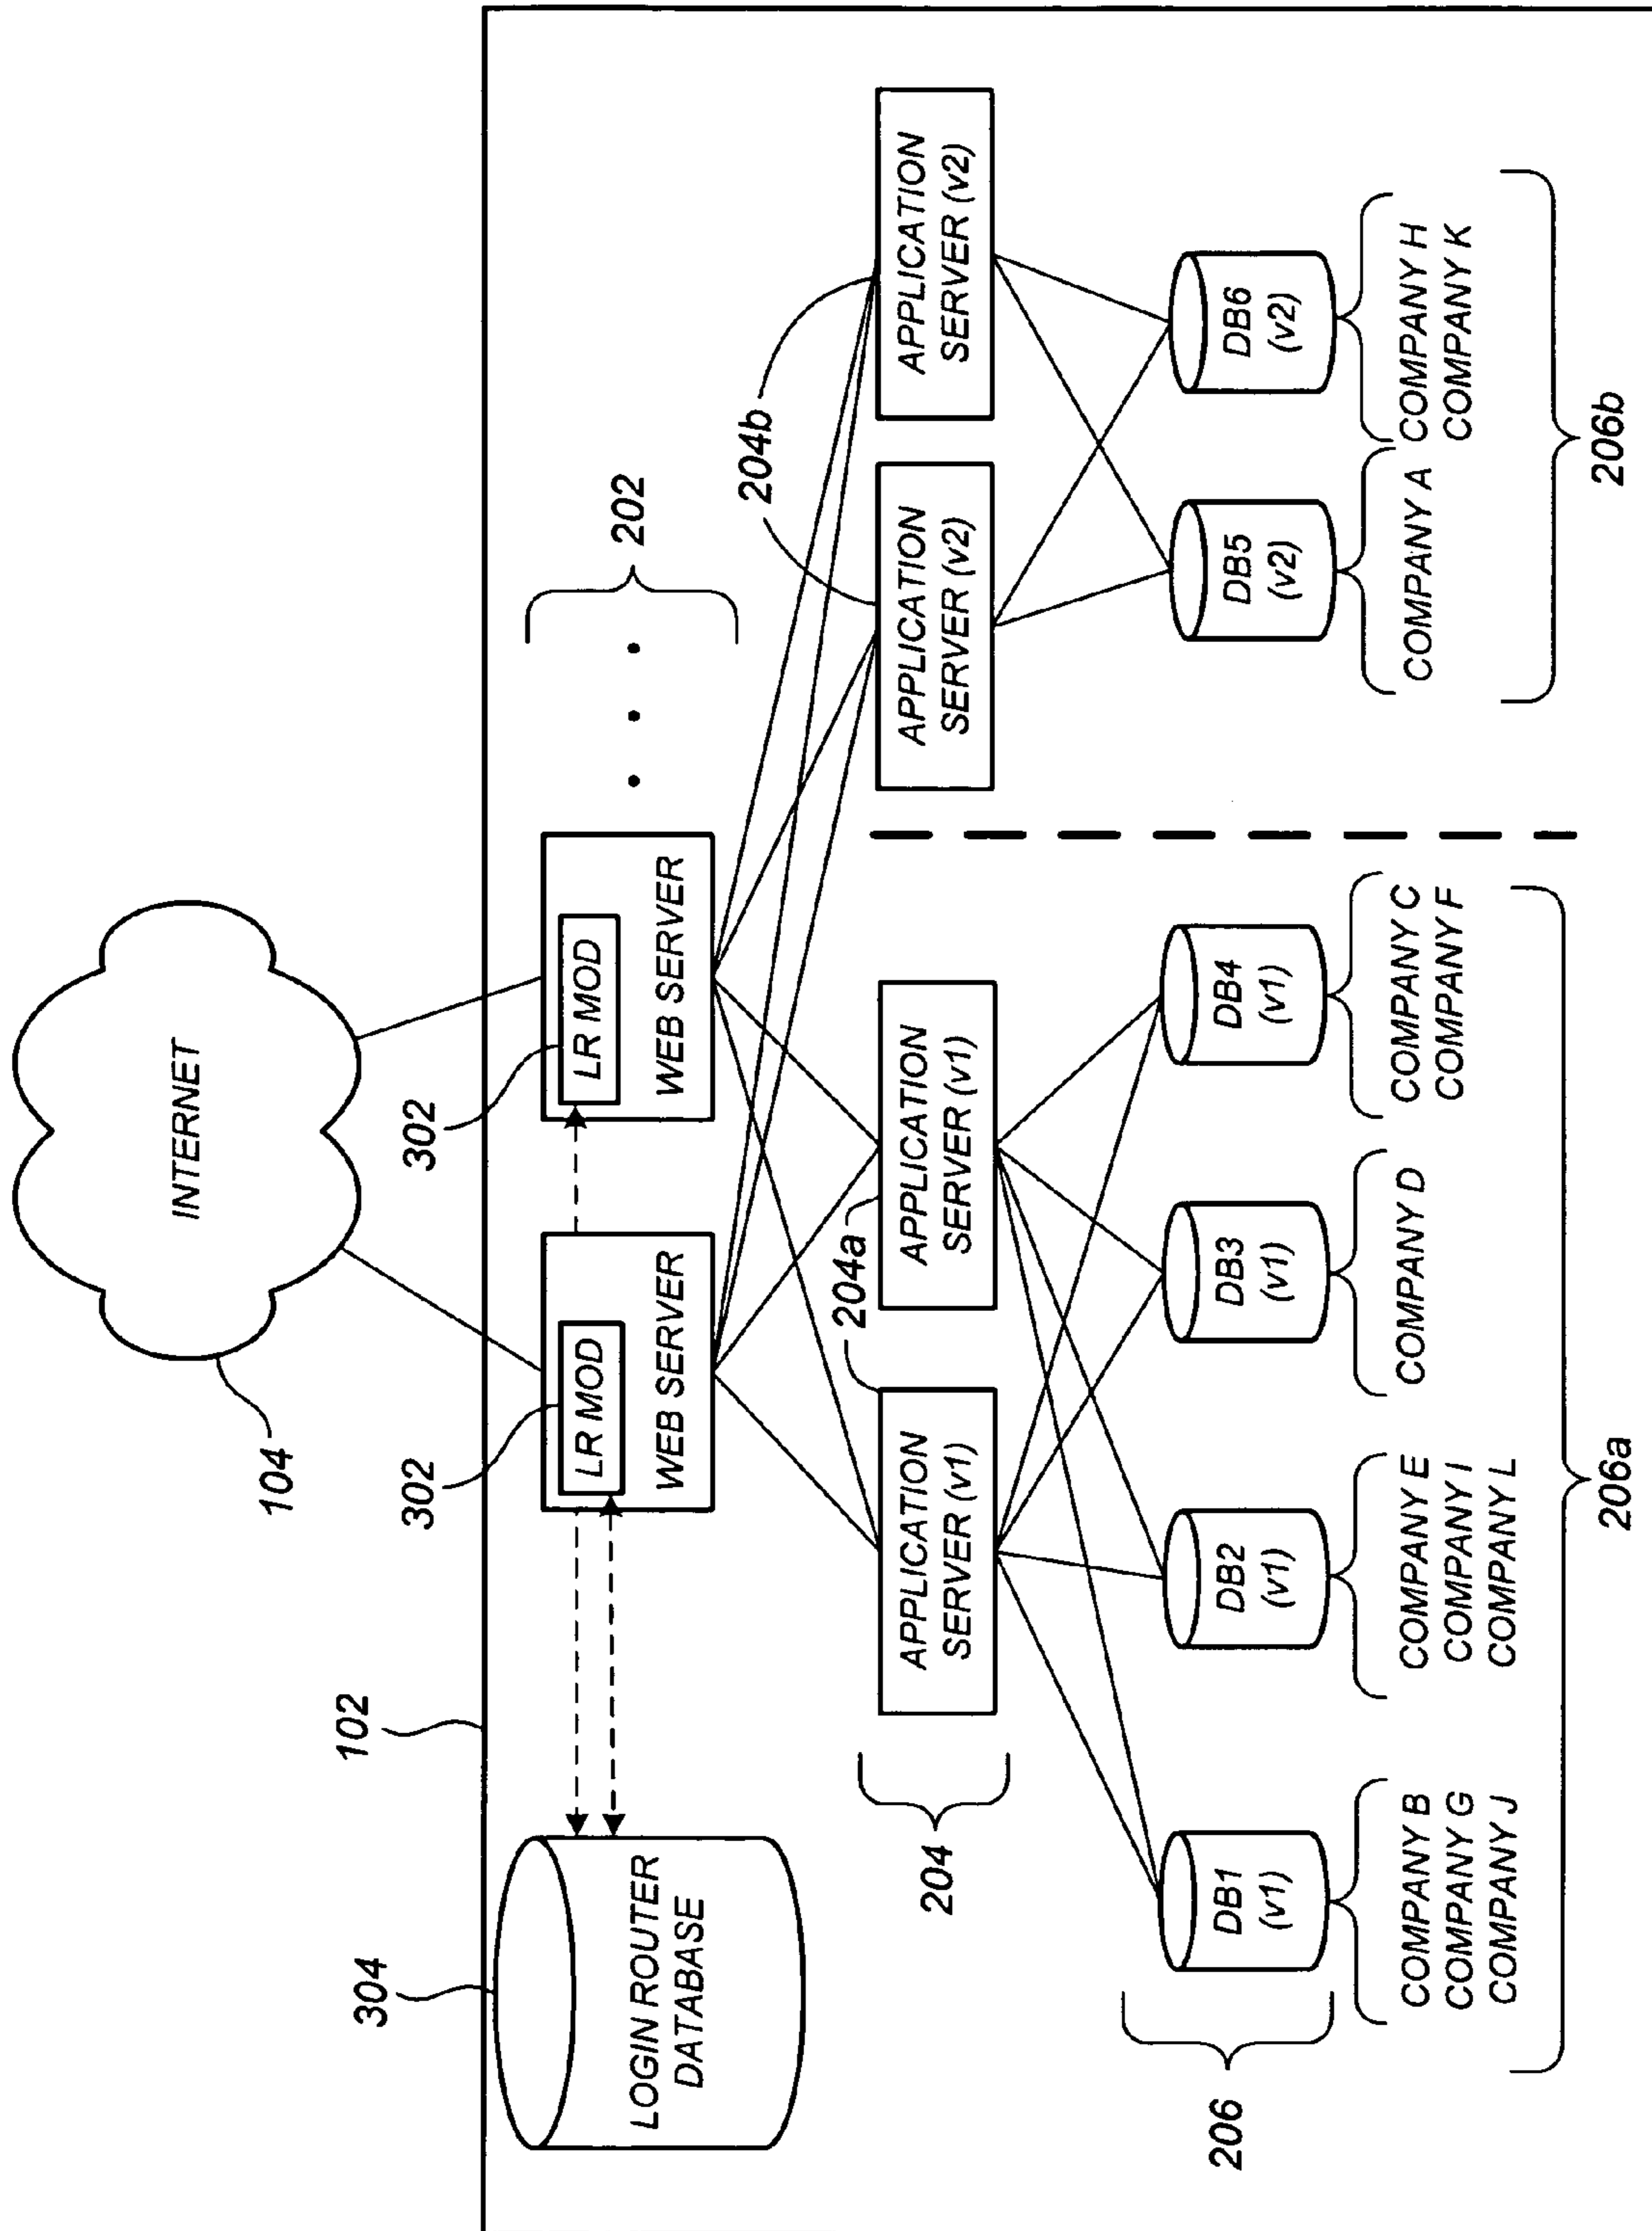 INTERNET
104
102
304
302
302
LOGIN ROUTER
DATABASE
LR MOD
WEB SERVER
LR MOD
WEB SERVER
. . .
202
204
204a
204b
APPLICATION
SERVER (v1)
APPLICATION
SERVER (v1)
APPLICATION
SERVER (v2)
APPLICATION
SERVER (v2)
206
DB1
(v1)
DB2
(v1)
DB3
(v1)
DB4
(v1)
DB5
(v2)
DB6
(v2)
COMPANY B
COMPANY G
COMPANY J
COMPANY E
COMPANY I
COMPANY L
COMPANY D
COMPANY C
COMPANY F
COMPANY A
COMPANY H
COMPANY K
206a
206b